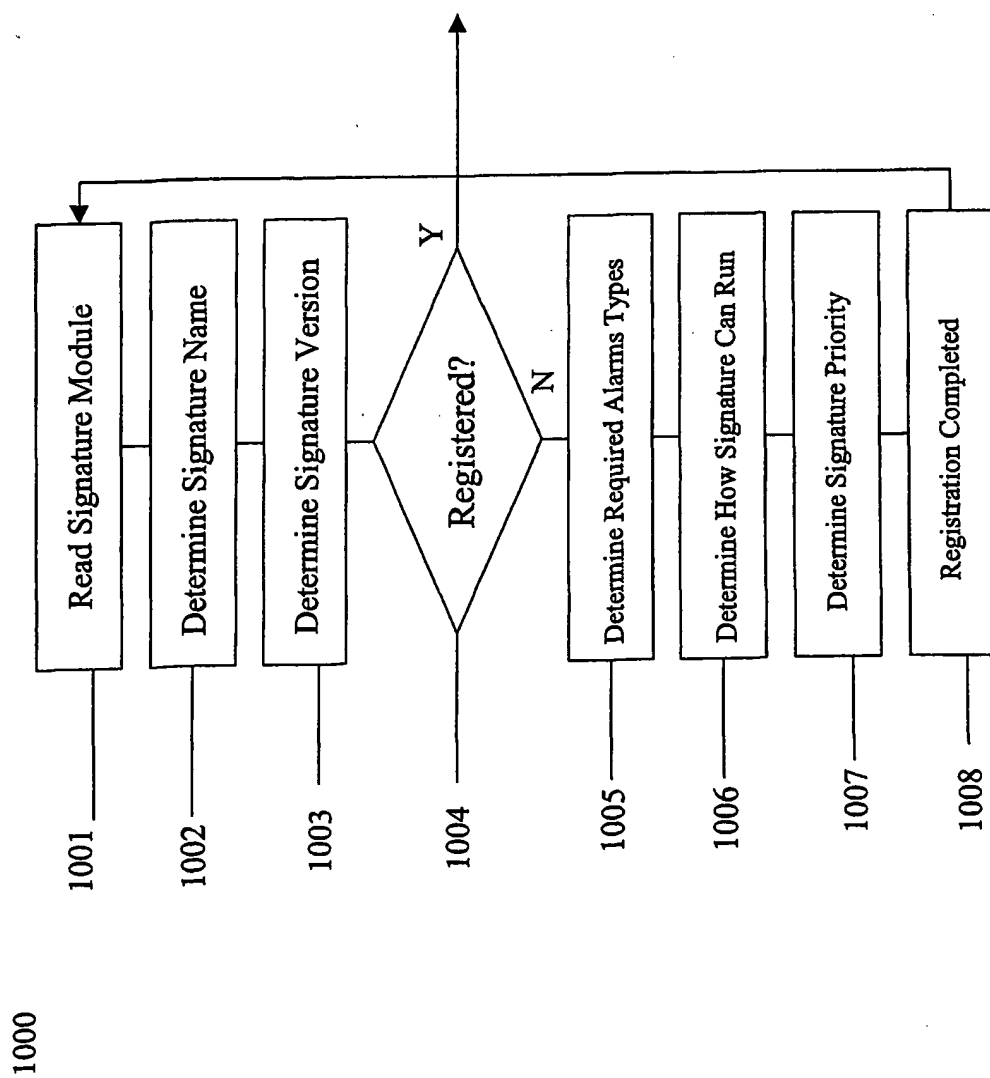 1000
1001
Read Signature Module
1002
Determine Signature Name
1003
Determine Signature Version
1004
Registered?
Y
N
1005
Determine Required Alarms Types
1006
Determine How Signature Can Run
1007
Determine Signature Priority
1008
Registration Completed